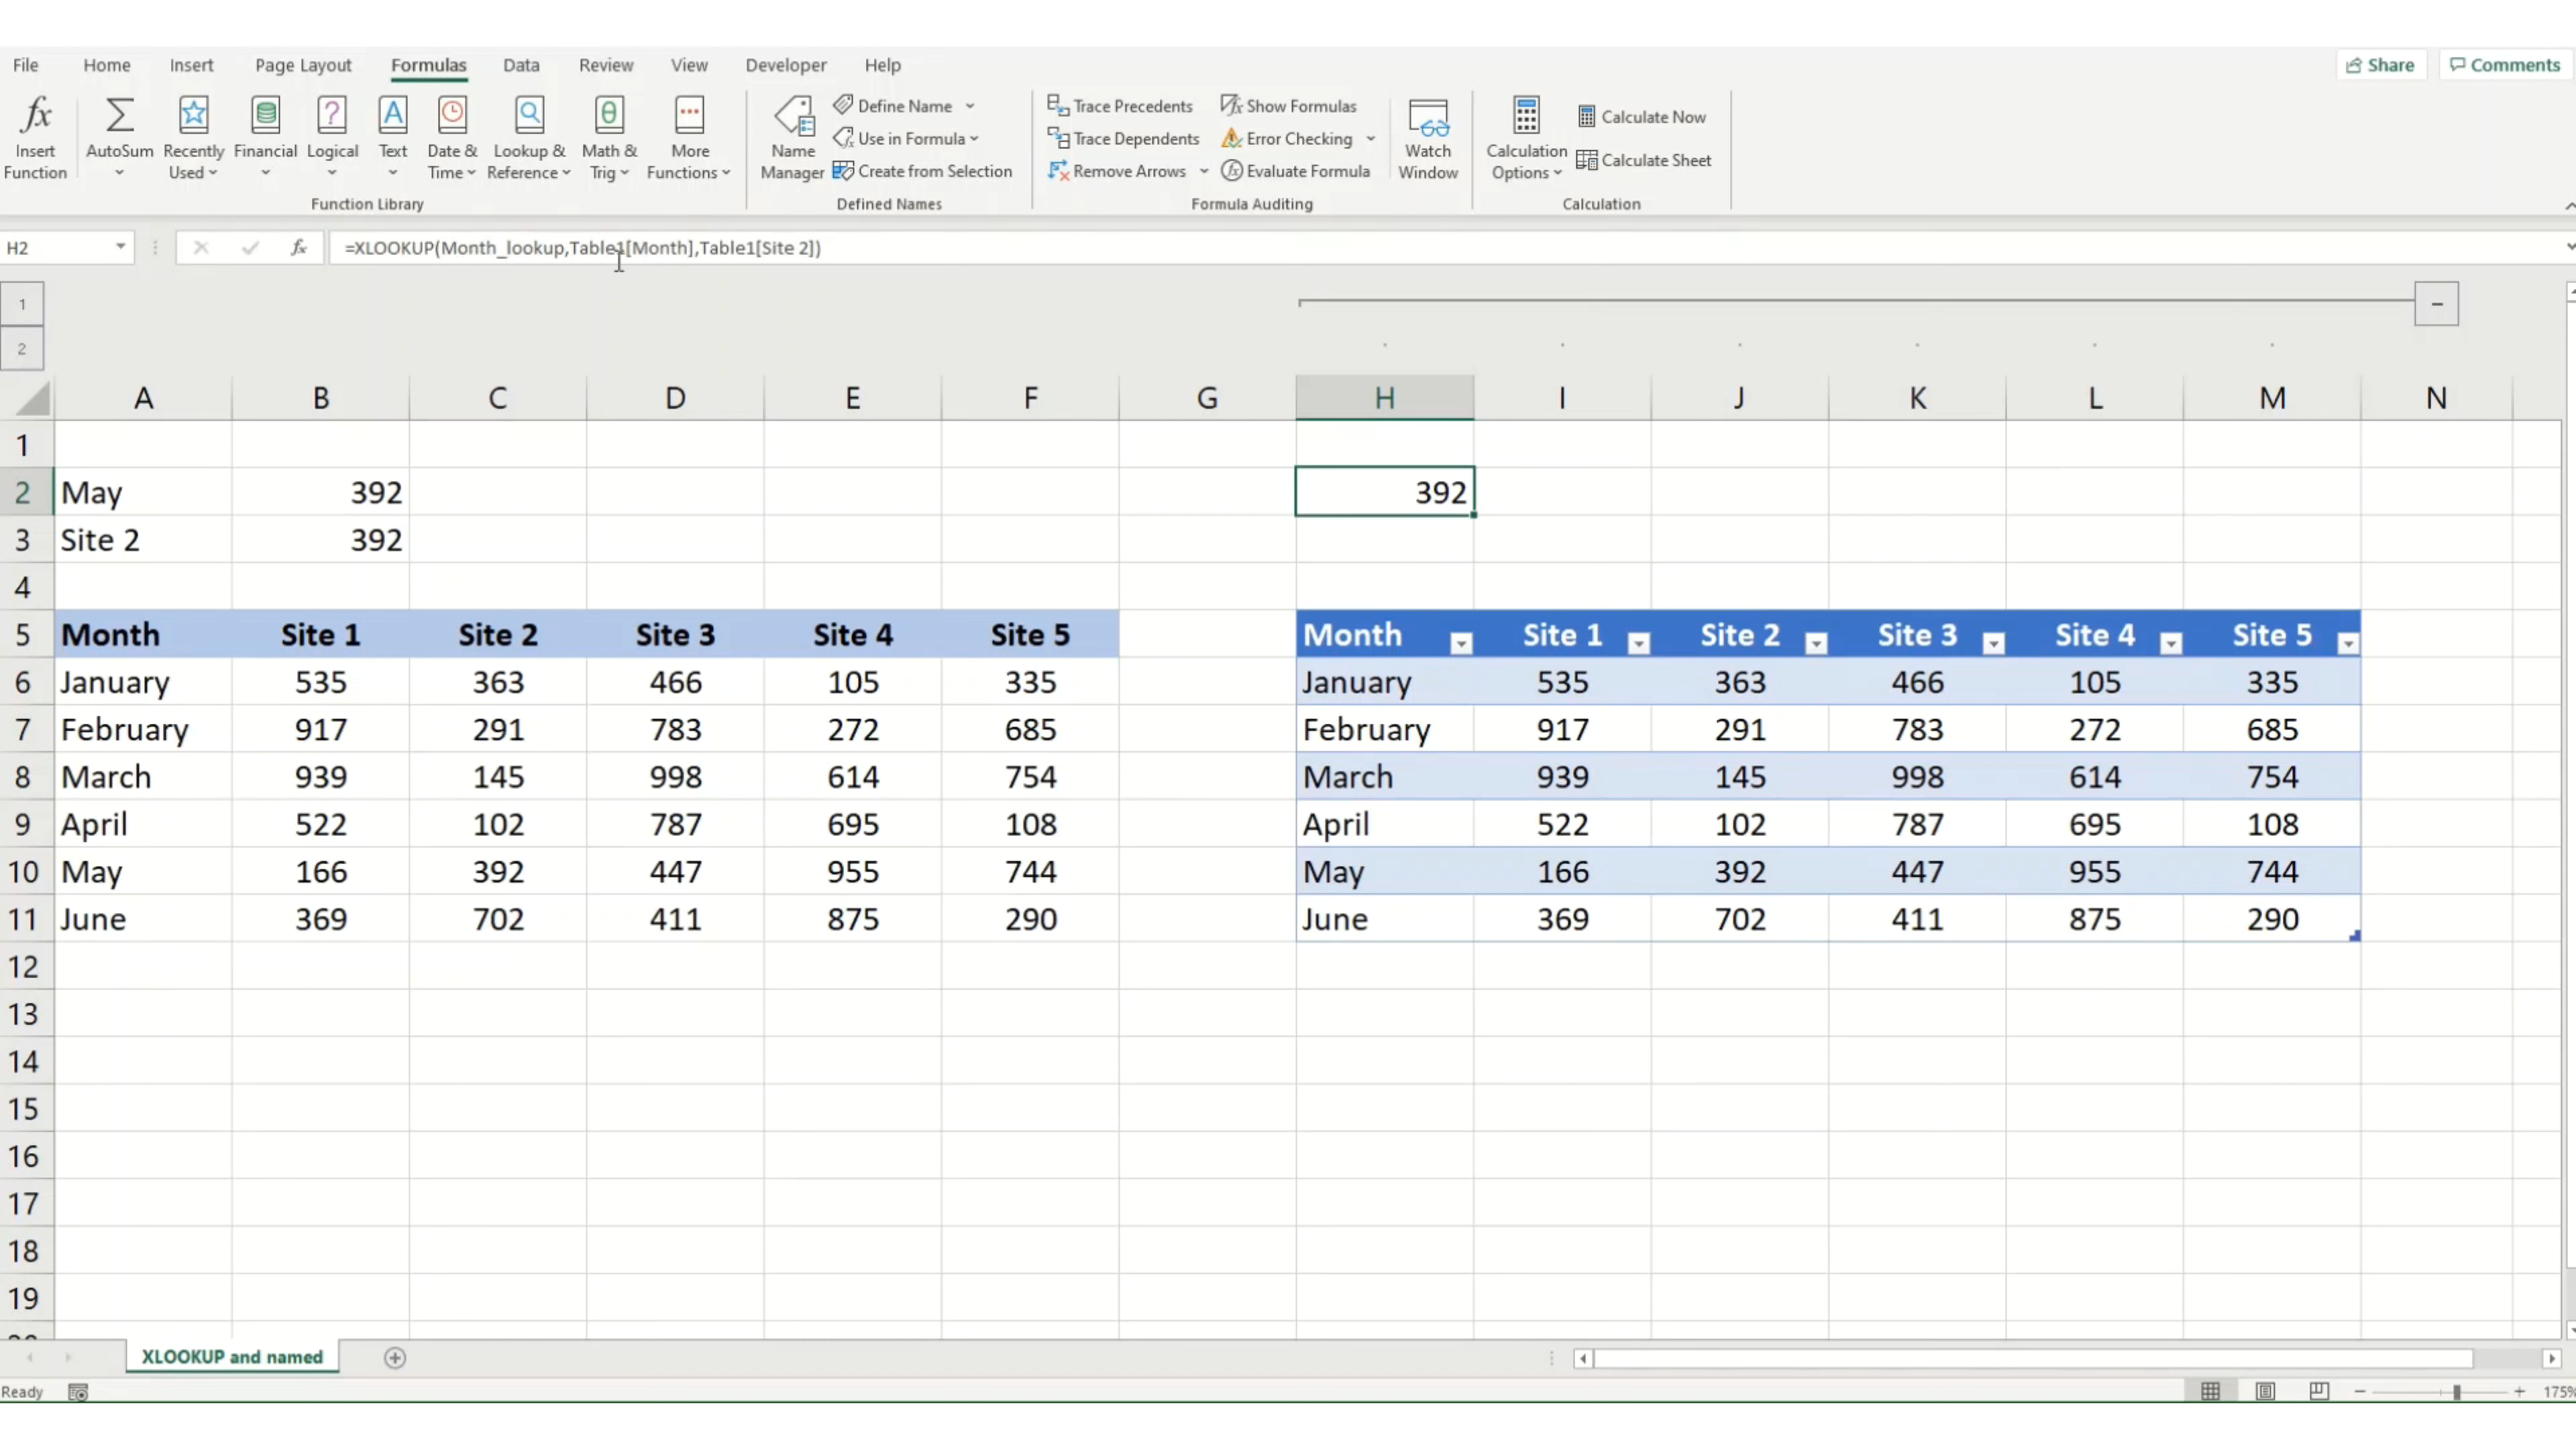 File Home Insert Page Layout Formulas Data Review View Developer Help Share Comments
Insert Function AutoSum Recently Used Financial Logical Text Date & Time Lookup & Reference Math & Trig More Functions
Function Library
Name Manager Define Name
Use in Formula
Create from Selection
Defined Names
Trace Precedents Show Formulas
Trace Dependents Error Checking
Remove Arrows Evaluate Formula
Watch Window
Formula Auditing
Calculation Options Calculate Now
Calculate Sheet
Calculation
H2 fx =XLOOKUP(Month_lookup,Table1[Month],Table1[Site 2])
1
2
A B C D E F G H I J K L M N
1
2 May 392 392
3 Site 2 392
4
5 Month Site 1 Site 2 Site 3 Site 4 Site 5 Month Site 1 Site 2 Site 3 Site 4 Site 5
6 January 535 363 466 105 335 January 535 363 466 105 335
7 February 917 291 783 272 685 February 917 291 783 272 685
8 March 939 145 998 614 754 March 939 145 998 614 754
9 April 522 102 787 695 108 April 522 102 787 695 108
10 May 166 392 447 955 744 May 166 392 447 955 744
11 June 369 702 411 875 290 June 369 702 411 875 290
12
13
14
15
16
17
18
19
XLOOKUP and named
Ready 175%